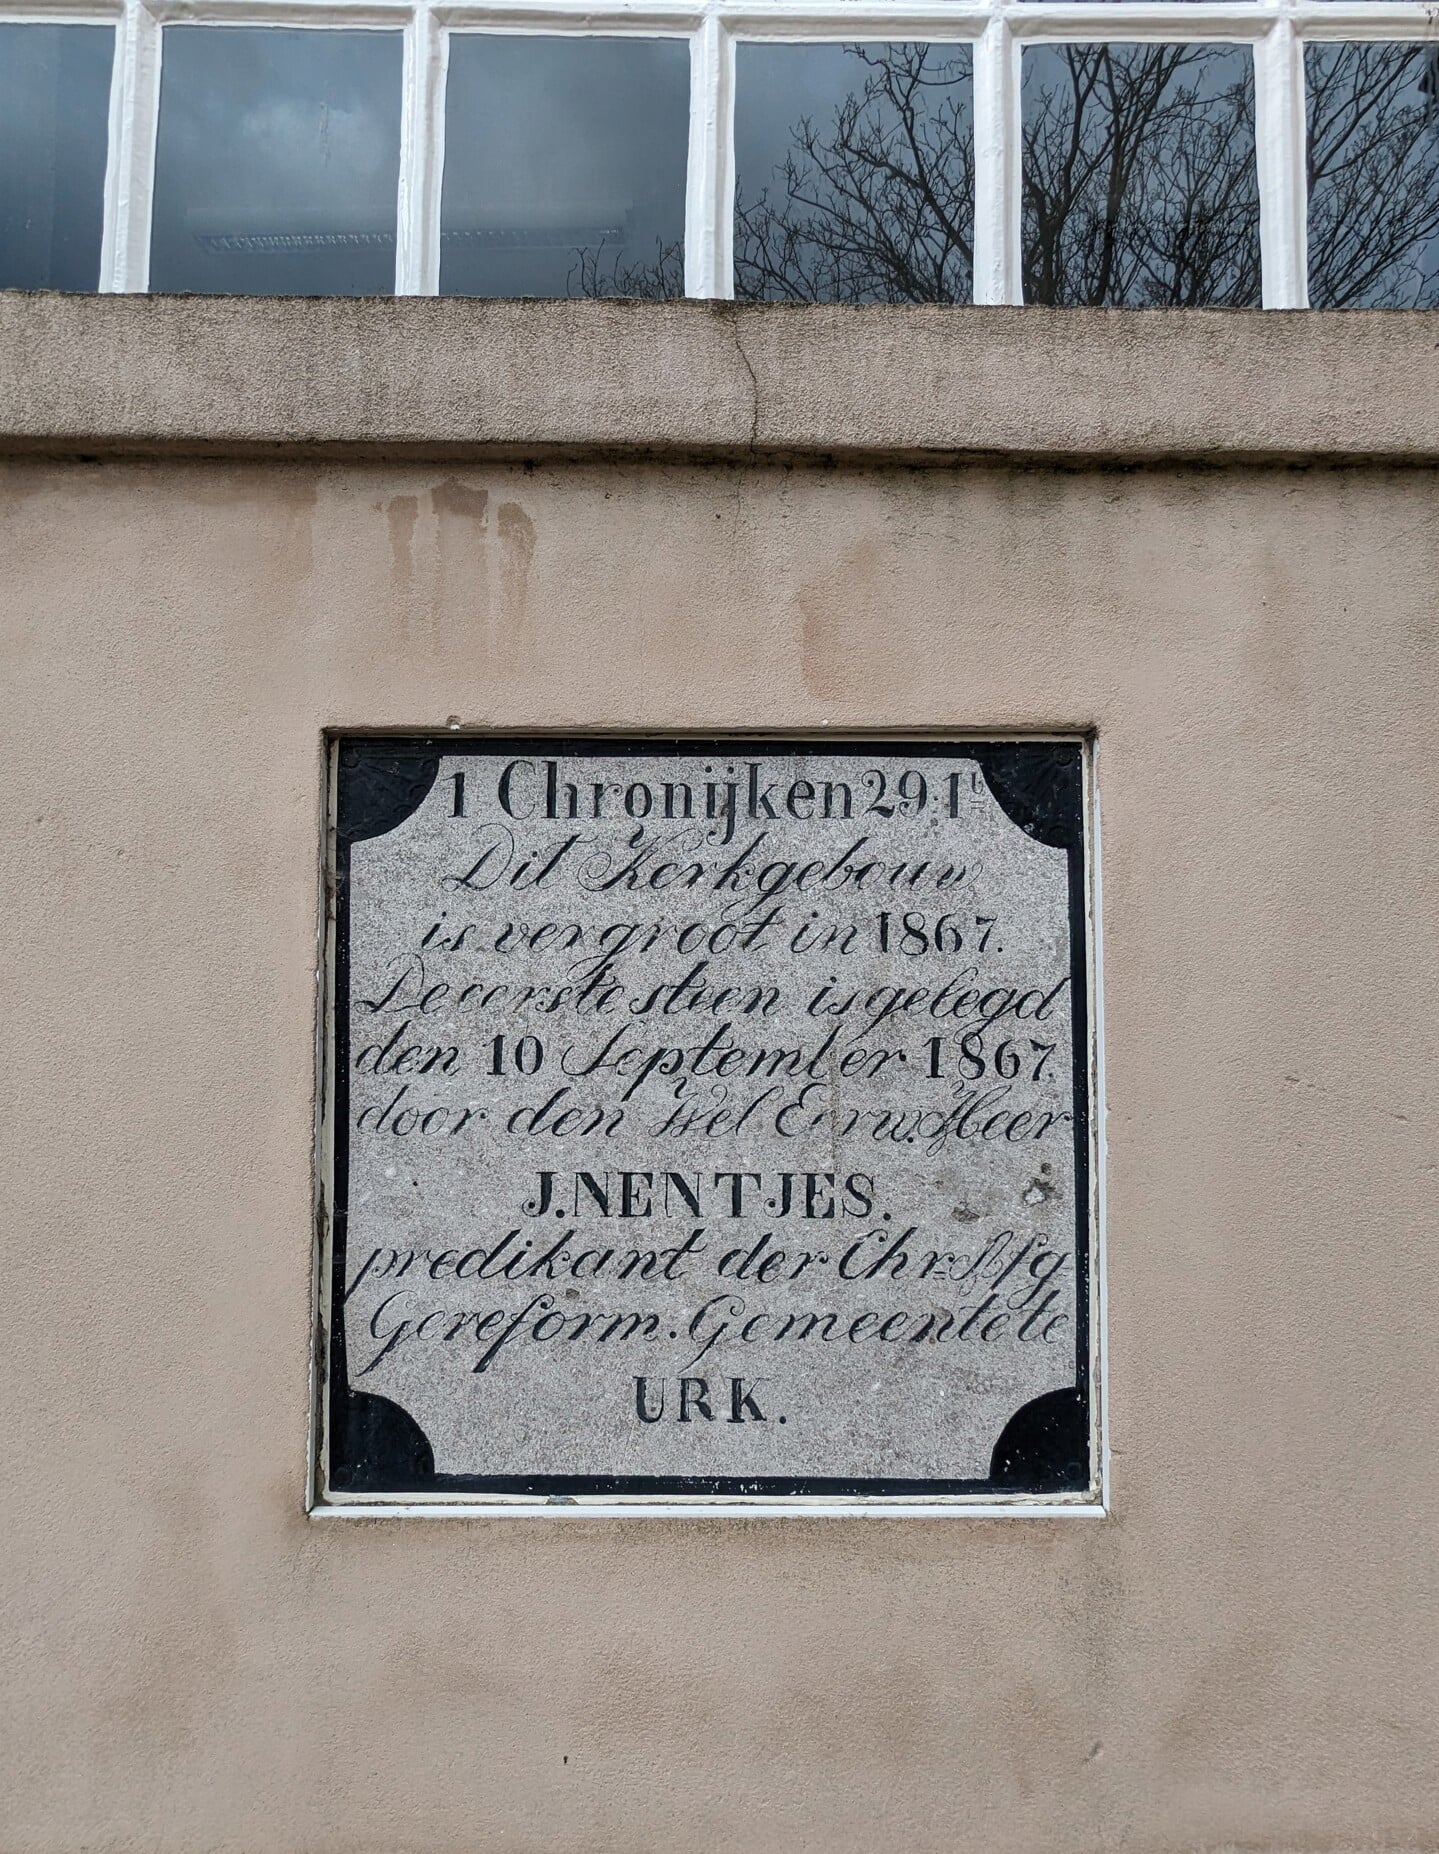 1 Chronijken 29:1b
Dit Kerkgebouw
is vergroot in 1867.
De eerste steen is gelegd
den 10 September 1867.
door den Wel Eerw. Heer
J. NENTJES.
predikant der Chr. Afg
Gereform. Gemeente te
URK.